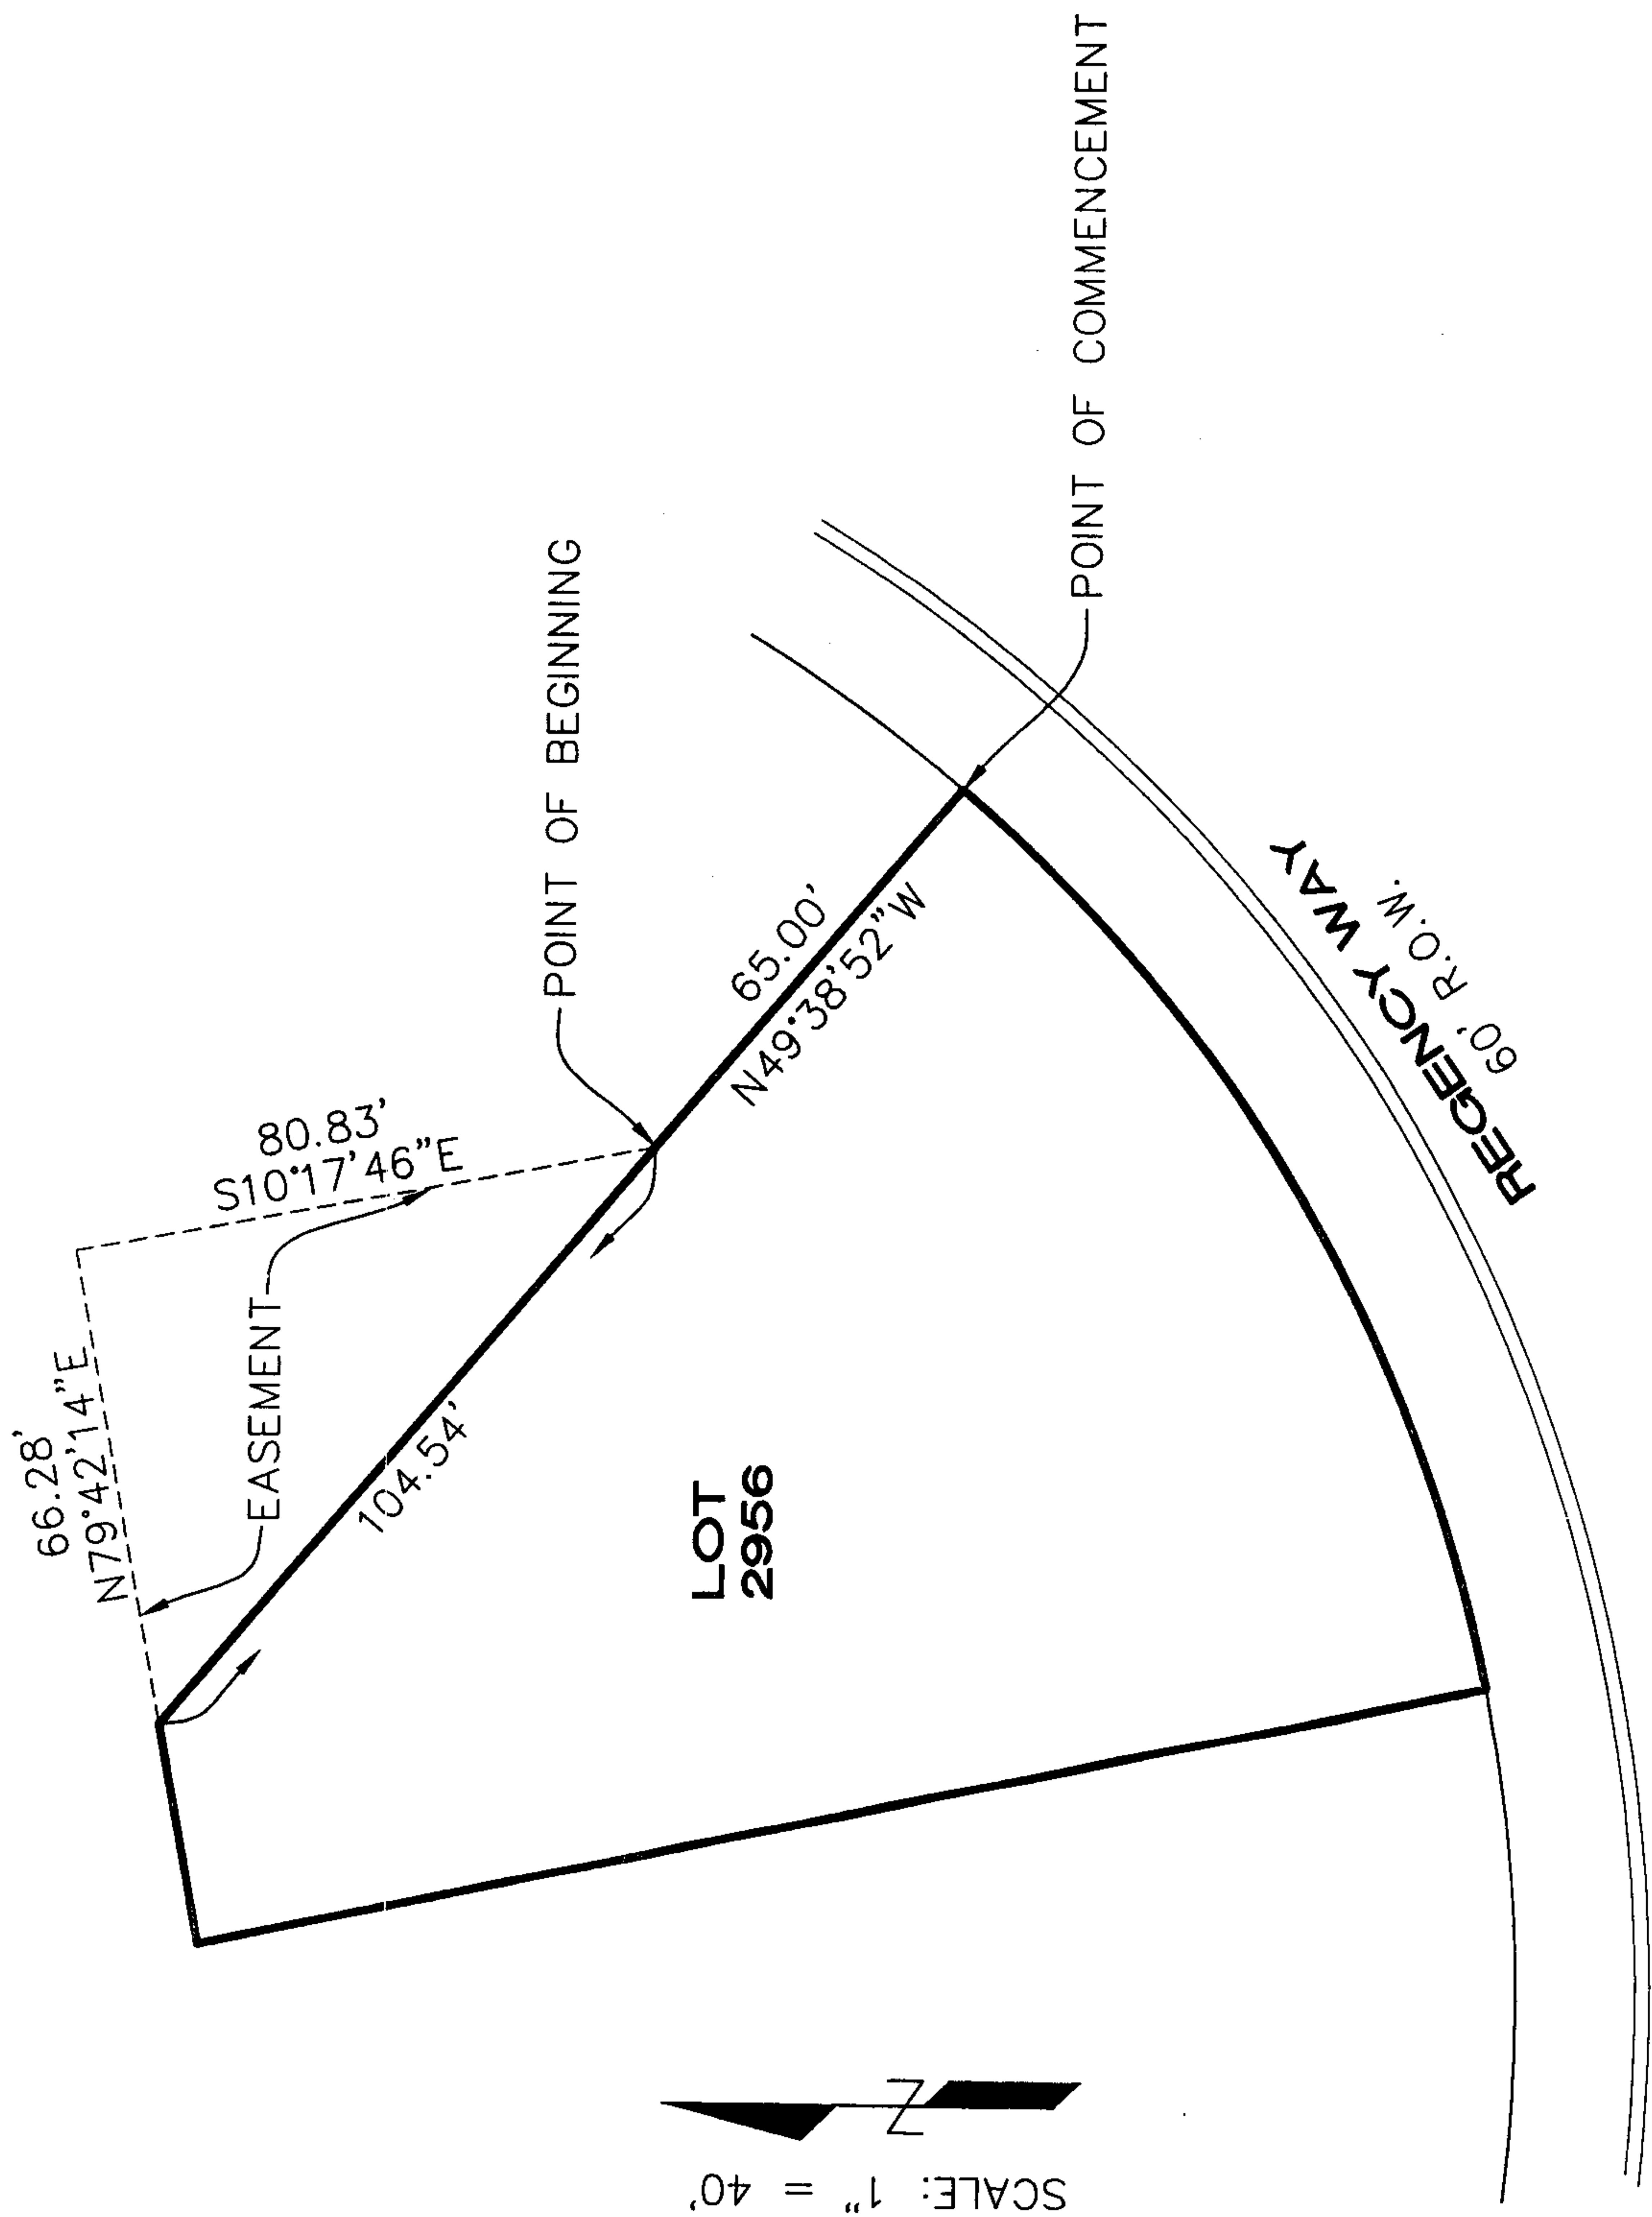 66.28'
N79°42'14"E
80.83'
S10°17'46"E
EASEMENT
POINT OF BEGINNING
104.54'
65.00'
N49°38'52"W
POINT OF COMMENCEMENT
LOT
2956
REGENCY WAY
60' R.O.W.
N
SCALE: 1" = 40'